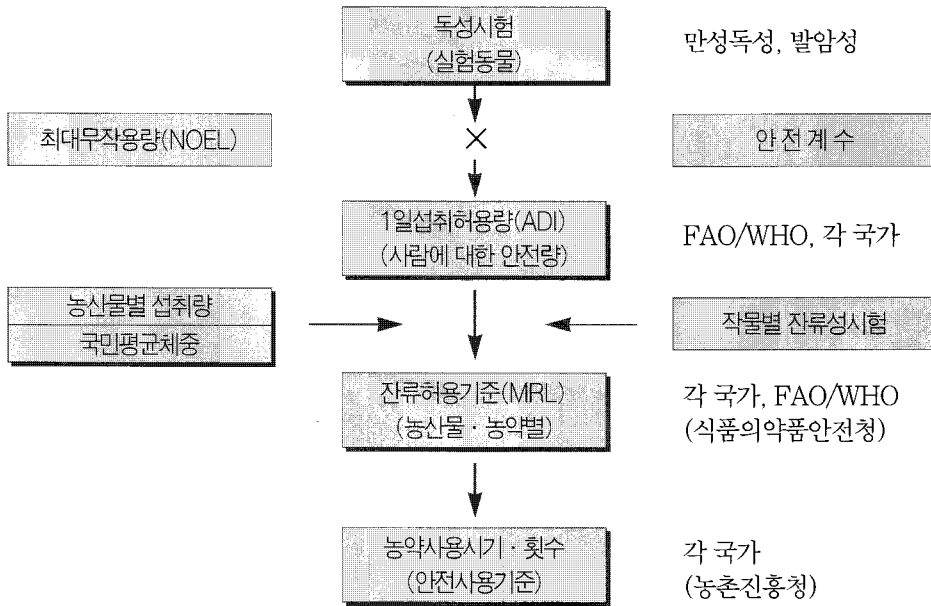 독성시험
(실험동물)
만성독성, 발암성
최대무작용량(NOEL)
×
안전계수
1일섭취허용량(ADI)
(사람에 대한 안전량)
FAO/WHO, 각 국가
농산물별 섭취량
국민평균체중
작물별 잔류성시험
잔류허용기준(MRL)
(농산물 · 농약별)
각 국가, FAO/WHO
(식품의약품안전청)
농약사용시기 · 횟수
(안전사용기준)
각 국가
(농촌진흥청)